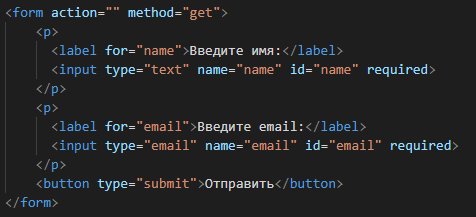 <form action="" method="get">
<p>
<label for="name">Введите имя:</label>
<input type="text" name="name" id="name" required>
</p>
<p>
<label for="email">Введите email:</label>
<input type="email" name="email" id="email" required>
</p>
<button type="submit">Отправить</button>
</form>